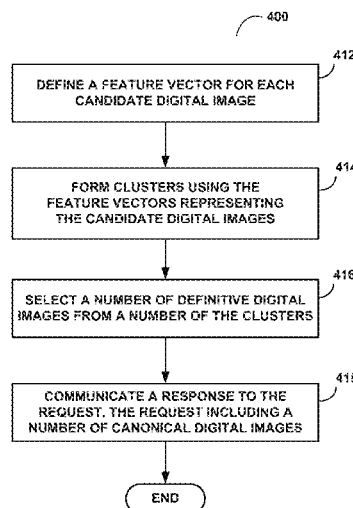 400
412
DEFINE A FEATURE VECTOR FOR EACH
CANDIDATE DIGITAL IMAGE
414
FORM CLUSTERS USING THE
FEATURE VECTORS REPRESENTING
THE CANDIDATE DIGITAL IMAGES
416
SELECT A NUMBER OF DEFINITIVE DIGITAL
IMAGES FROM A NUMBER OF THE CLUSTERS
418
COMMUNICATE A RESPONSE TO THE
REQUEST, THE REQUEST INCLUDING A
NUMBER OF CANONICAL DIGITAL IMAGES
END